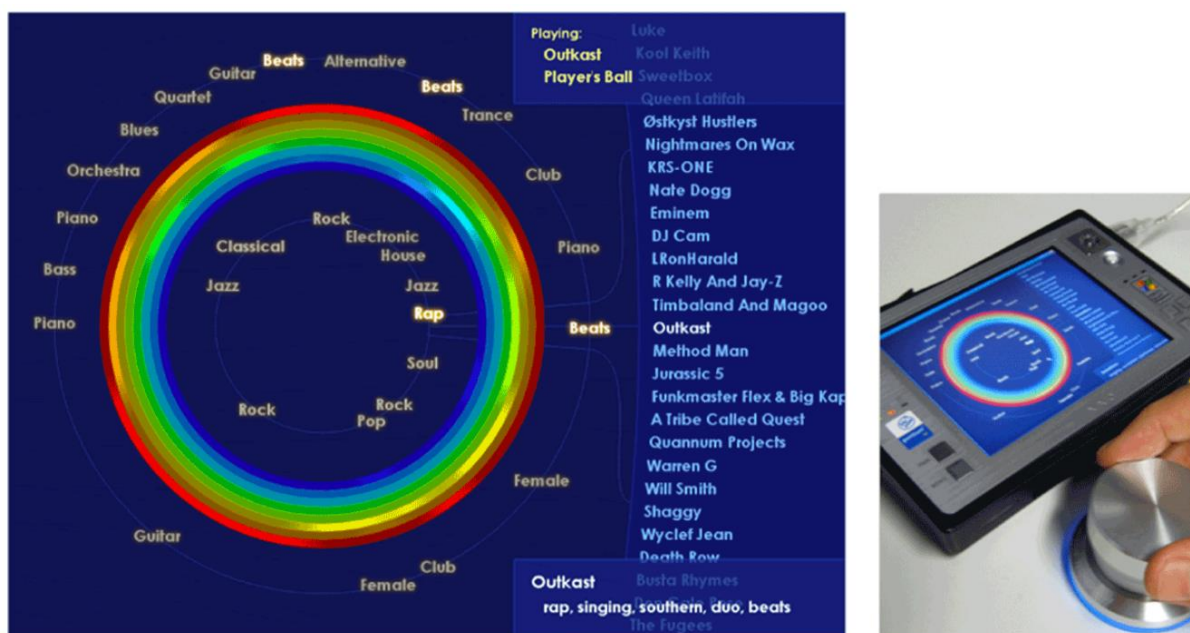 Beats
Alternative
Guitar
Beats
Quartet
Trance
Blues
Orchestra
Club
Piano
Piano
Bass
Piano
Beats
Rock
Electronic
Classical
House
Jazz
Jazz
Rap
Soul
Rock
Rock
Pop
Female
Guitar
Club
Female
Playing:
Outkast
Player's Ball
Luke
Kool Keith
Sweetbox
Queen Latifah
Østkyst Hustlers
Nightmares On Wax
KRS-ONE
Nate Dogg
Eminem
DJ Cam
LRonHarald
R Kelly And Jay-Z
Timbaland And Magoo
Outkast
Method Man
Jurassic 5
Funkmaster Flex & Big Kap
A Tribe Called Quest
Quannum Projects
Warren G
Will Smith
Shaggy
Wyclef Jean
Death Row
Busta Rhymes
The Fugees
Outkast
rap, singing, southern, duo, beats